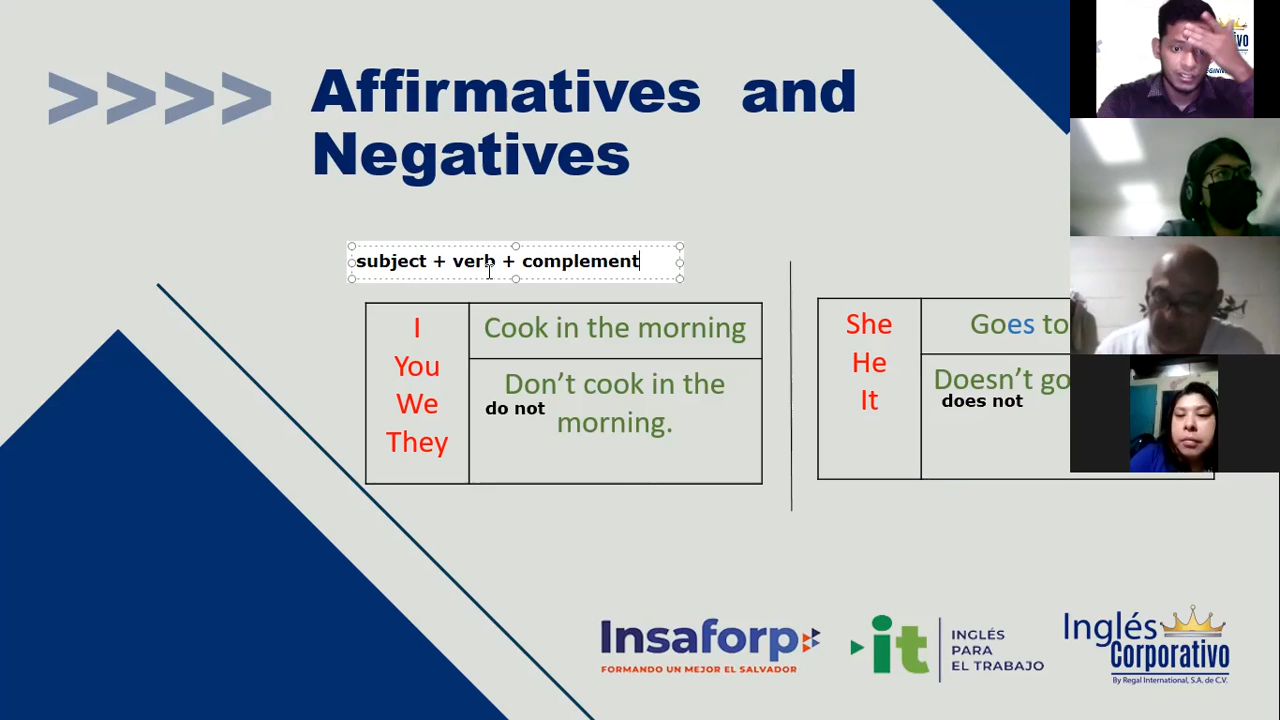 >>>> Affirmatives and
Negatives
subject + verb + complement
I
You
We
They
Cook in the morning
Don't cook in the
do not
morning.
She
He
It
Goes to
Doesn't go
does not
Insaforp
FORMANDO UN MEJOR EL SALVADOR
it
INGLÉS
PARA
EL TRABAJO
Inglés
Corporativo
By Regal International, S.A. de C.V.